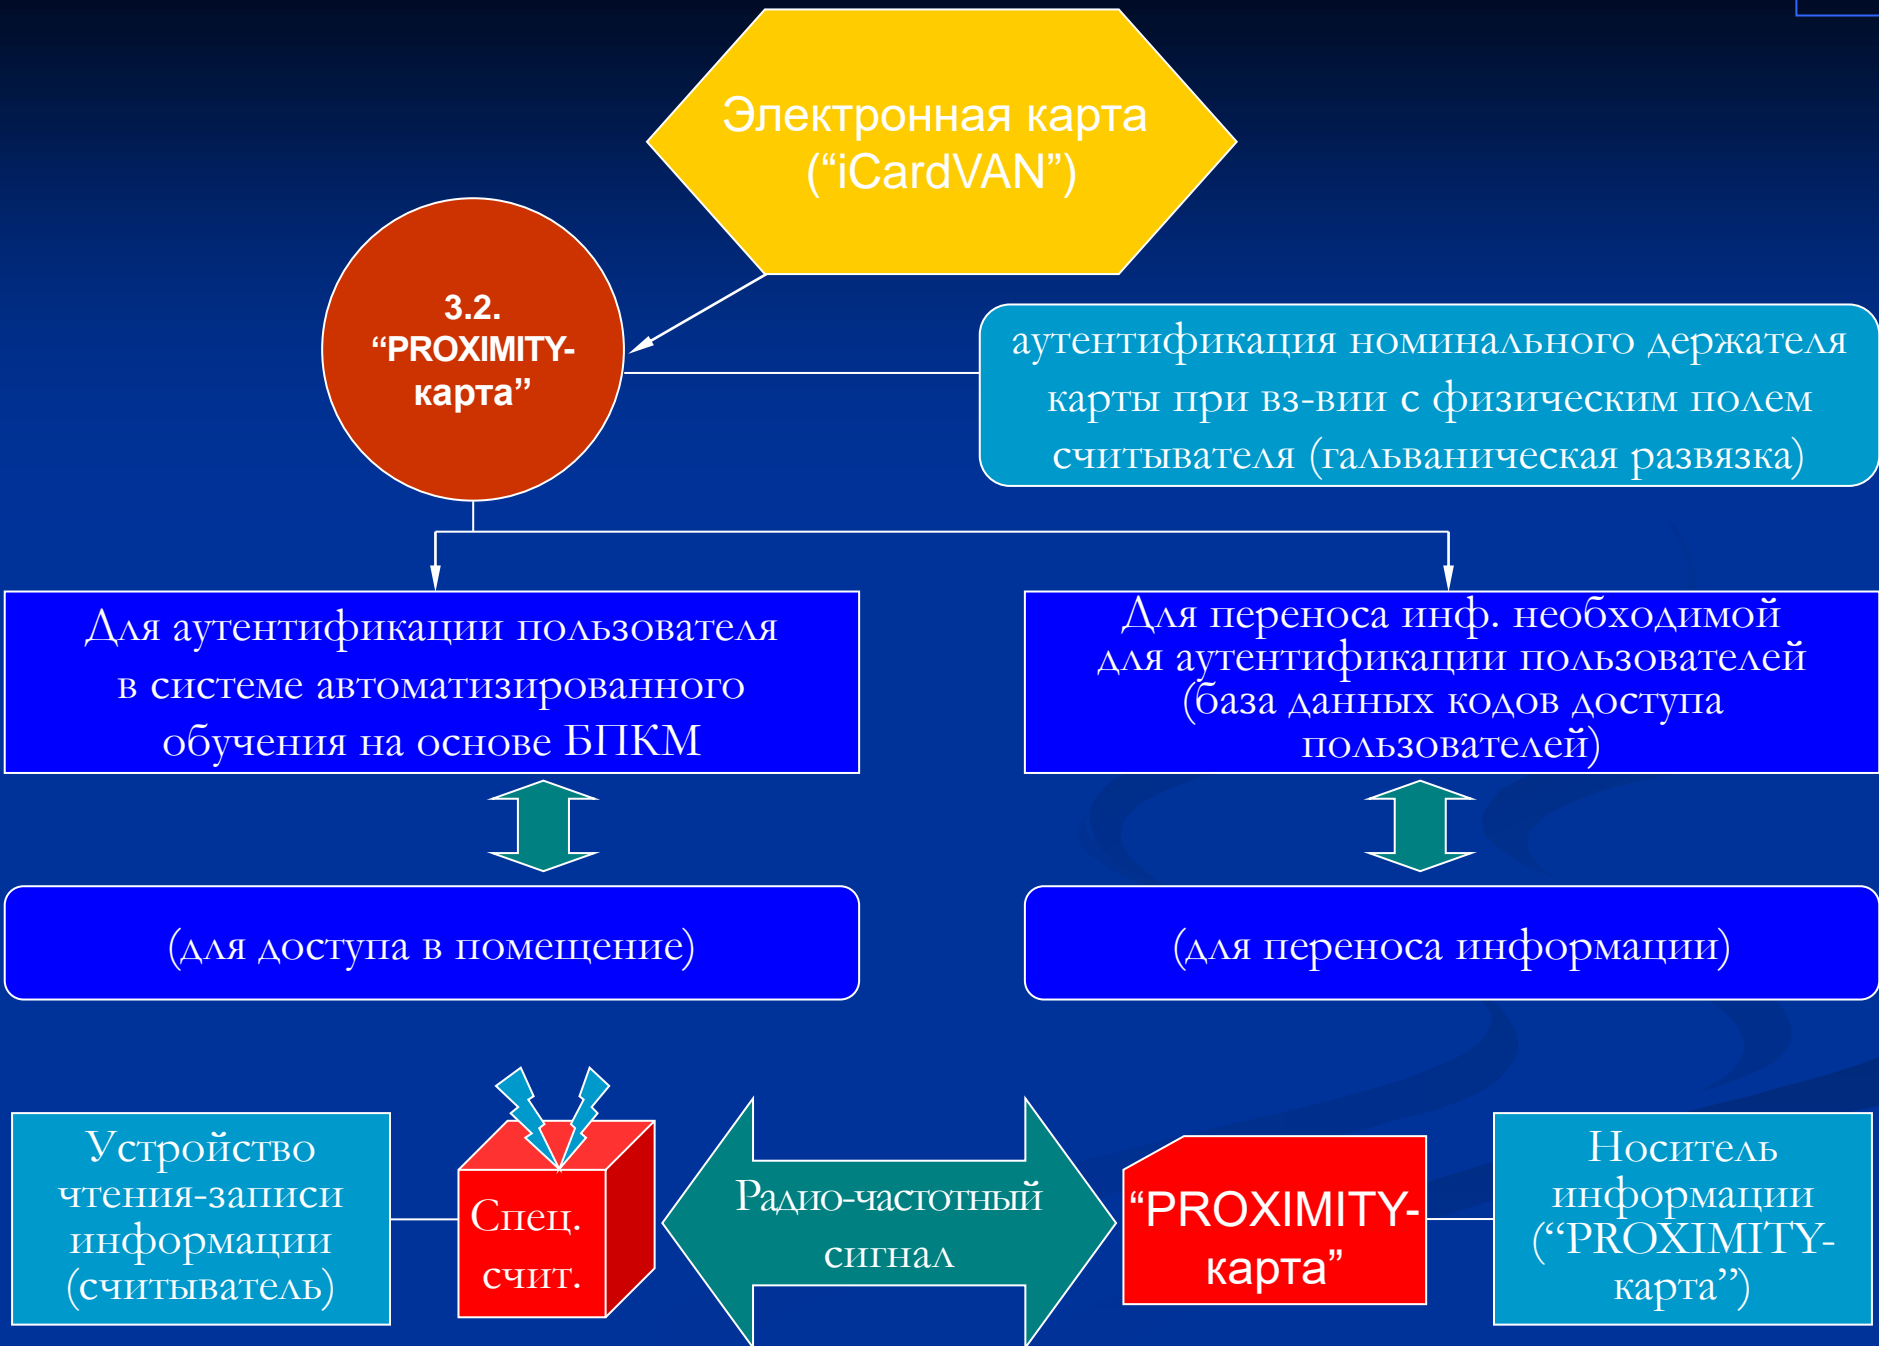 Электронная карта
(“iCardVAN”)
3.2.
“PROXIMITY-
карта”
аутентификация номинального держателя
карты при вз-вии с физическим полем
считывателя (гальваническая развязка)
Для аутентификации пользователя
в системе автоматизированного
обучения на основе БПКМ
Для переноса инф. необходимой
для аутентификации пользователей
(база данных кодов доступа
пользователей)
(для доступа в помещение)
(для переноса информации)
Устройство
чтения-записи
информации
(считыватель)
Спец.
счит.
Радио-частотный
сигнал
“PROXIMITY-
карта”
Носитель
информации
(“PROXIMITY-
карта”)